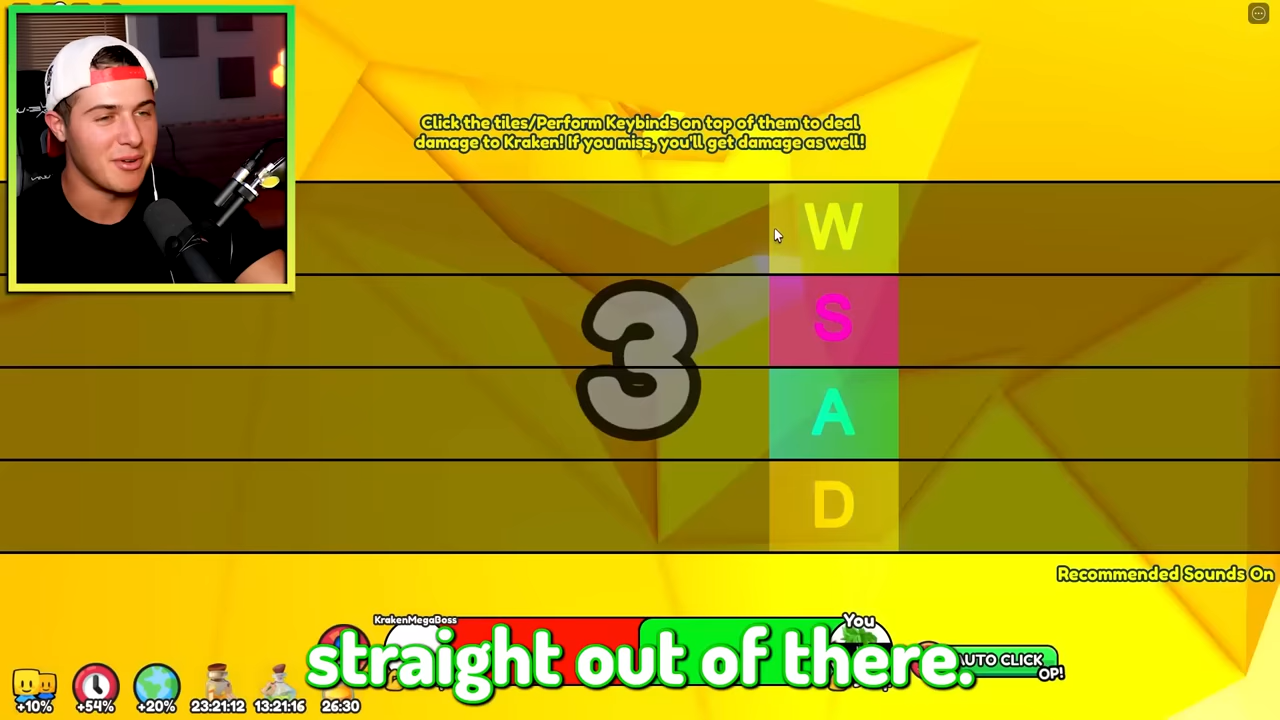 Click the tiles/Perform Keybinds on top of them to deal
damage to Kraken! If you miss, you'll get damage as well!
W
S
3
A
D
Recommended Sounds On
KrakenMegaBoss
You
straight out of there.
AUTO CLICK
OP!
+10%
+54%
+20%
23:21:12
13:21:16
26:30